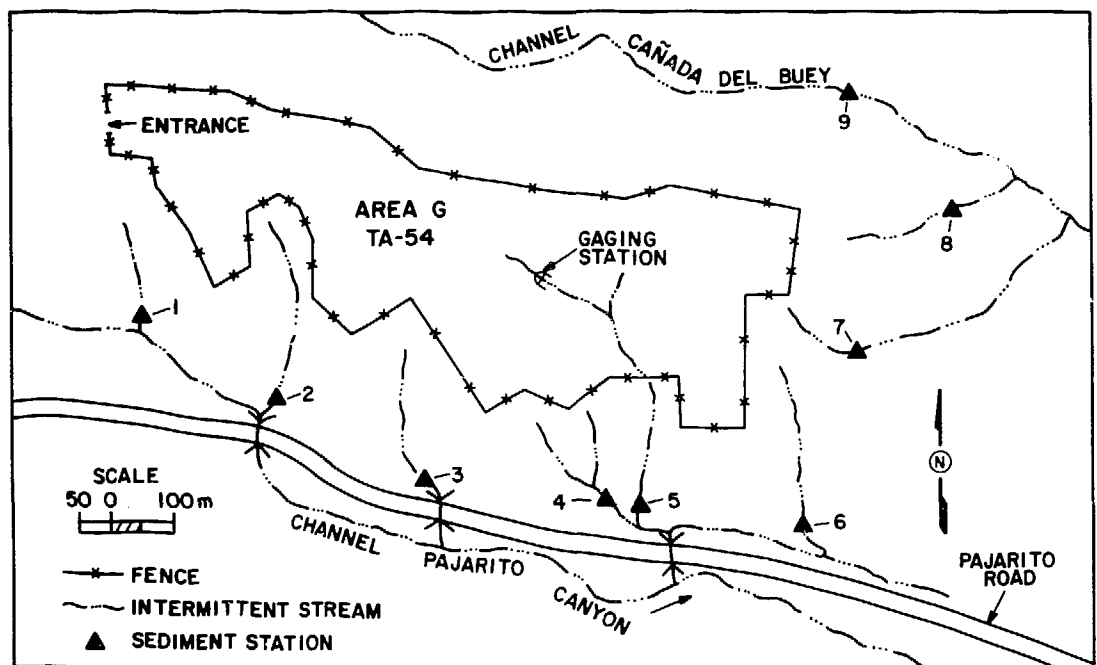 CHANNEL CAÑADA DEL BUEY
9
ENTRANCE
AREA G
TA-54
8
GAGING
STATION
1
7
2
3
4
5
6
N
SCALE
50 0 100 m
CHANNEL PAJARITO CANYON
PAJARITO
ROAD
FENCE
INTERMITTENT STREAM
SEDIMENT STATION